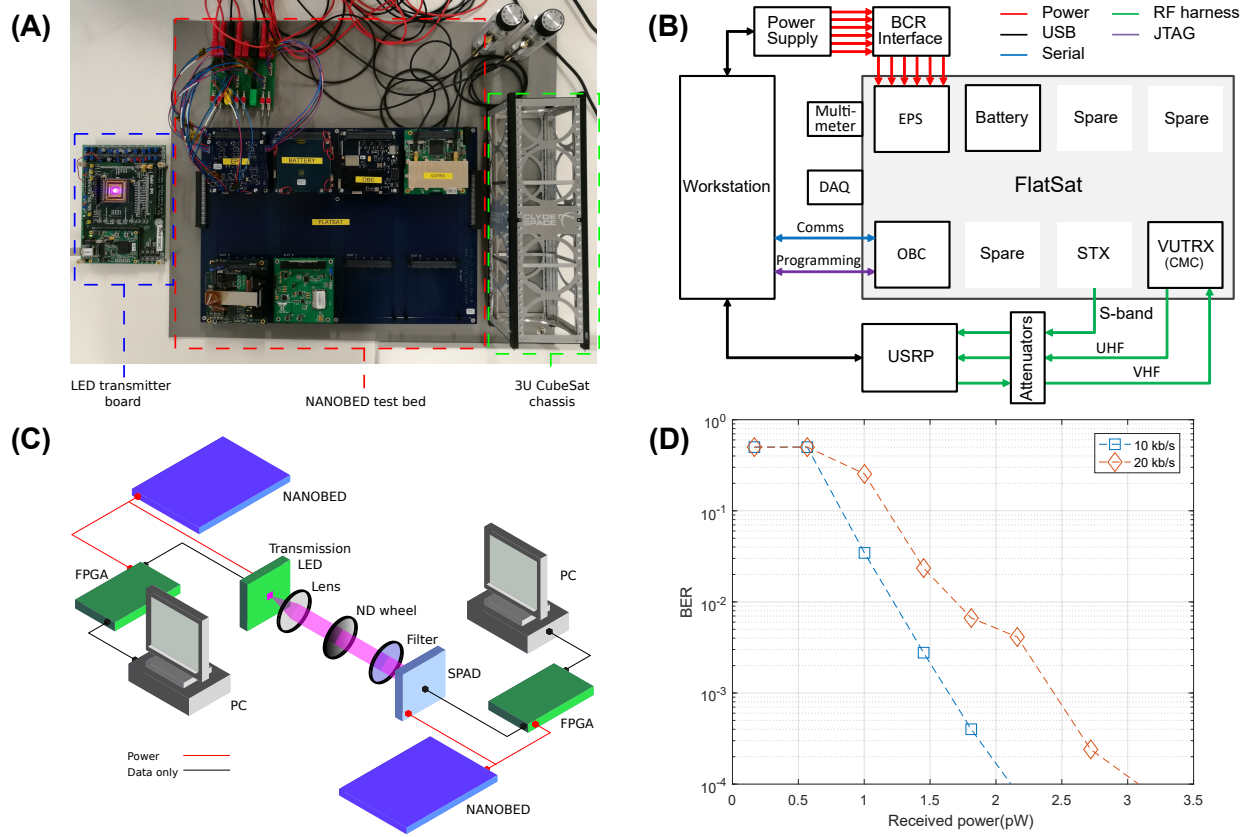 (A)
EPS
BATTERY
OBC
VUTRX
FLATSAT
CLYDE
SPACE
LED transmitter
board
NANOBED test bed
3U CubeSat
chassis
(B)
Power
USB
Serial
RF harness
JTAG
Power
Supply
BCR
Interface
Workstation
Multi-
meter
DAQ
EPS
Battery
Spare
Spare
FlatSat
Comms
Programming
OBC
Spare
STX
VUTRX
(CMC)
S-band
UHF
VHF
USRP
Attenuators
(C)
NANOBED
FPGA
PC
Transmission
LED
Lens
ND wheel
Filter
SPAD
PC
FPGA
NANOBED
Power
Data only
(D)
10 kb/s
20 kb/s
BER
10^0
10^-1
10^-2
10^-3
10^-4
0 0.5 1 1.5 2 2.5 3 3.5
Received power(pW)